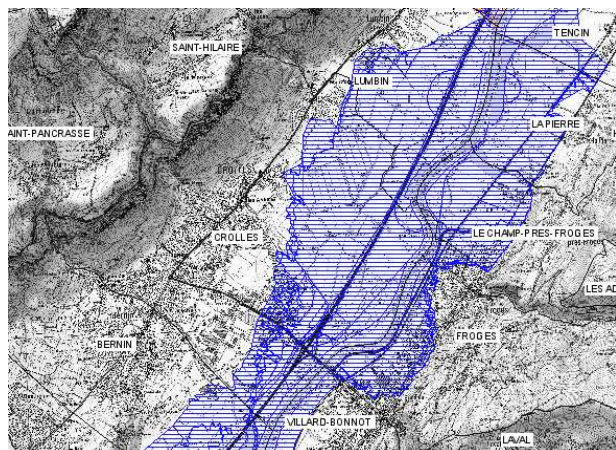 TENCIN
SAINT-HILAIRE
LUMBIN
LA PIERRE
AINT-PANCRASSE
LE CHAMP-PRES-FROGES
CROLLES
LES AD
FROGES
BERNIN
VILLARD-BONNOT
LAVAL